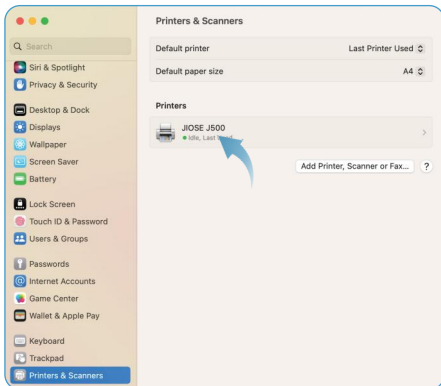 Printers & Scanners
Search
Siri & Spotlight
Privacy & Security
Desktop & Dock
Displays
Wallpaper
Screen Saver
Battery
Lock Screen
Touch ID & Password
Users & Groups
Passwords
Internet Accounts
Game Center
Wallet & Apple Pay
Keyboard
Trackpad
Printers & Scanners
Default printer Last Printer Used
Default paper size A4
Printers
JIOSE J500
Idle, Last
Add Printer, Scanner or Fax... ?